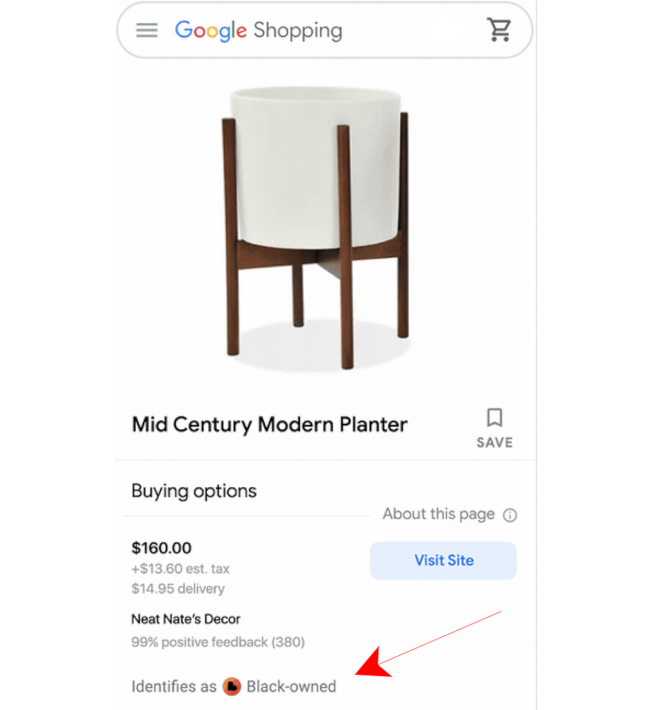 Google Shopping
Mid Century Modern Planter
SAVE
Buying options
About this page
$160.00
Visit Site
+$13.60 est. tax
$14.95 delivery
Neat Nate's Decor
99% positive feedback (380)
Identifies as Black-owned